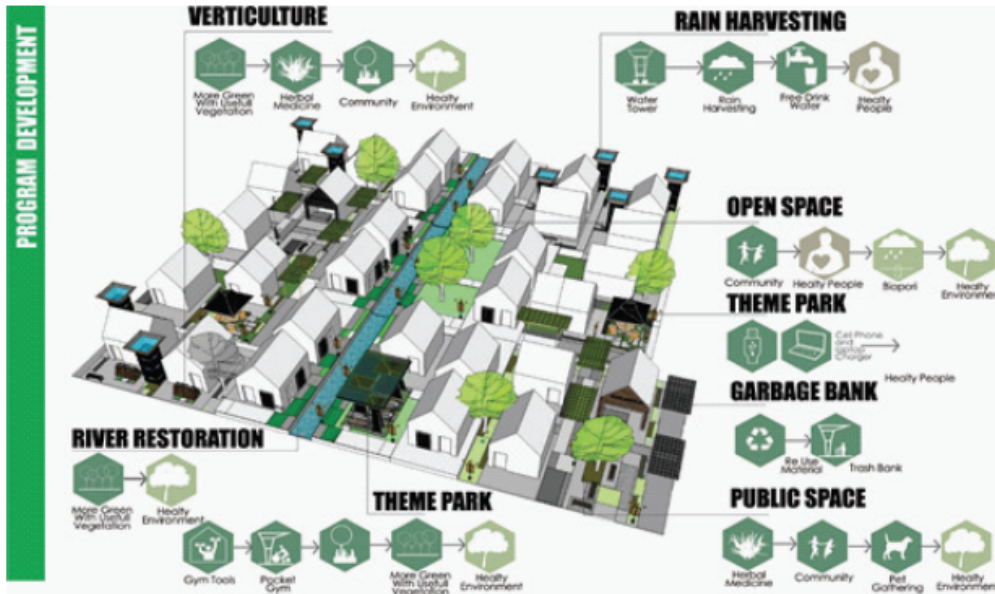 PROGRAM DEVELOPMENT
VERTICULTURE
More Green
With Usefull
Vegetation
Herbal
Medicine
Community
Healty
Environment
RAIN HARVESTING
Water
Tower
Rain
Harvesting
Free Drink
Water
Healty
People
OPEN SPACE
Community
Healty People
Biopori
Healty
Environment
THEME PARK
Cell Phone
and
laptop
Charger
Healty People
GARBAGE BANK
Re Use
Material
Trash Bank
RIVER RESTORATION
More Green
With Usefull
Vegetation
Healty
Environment
THEME PARK
Gym Tools
Pocket
Gym
More Green
With Usefull
Vegetation
Healty
Environment
PUBLIC SPACE
Herbal
Medicine
Community
Pet
Gathering
Healty
Environment